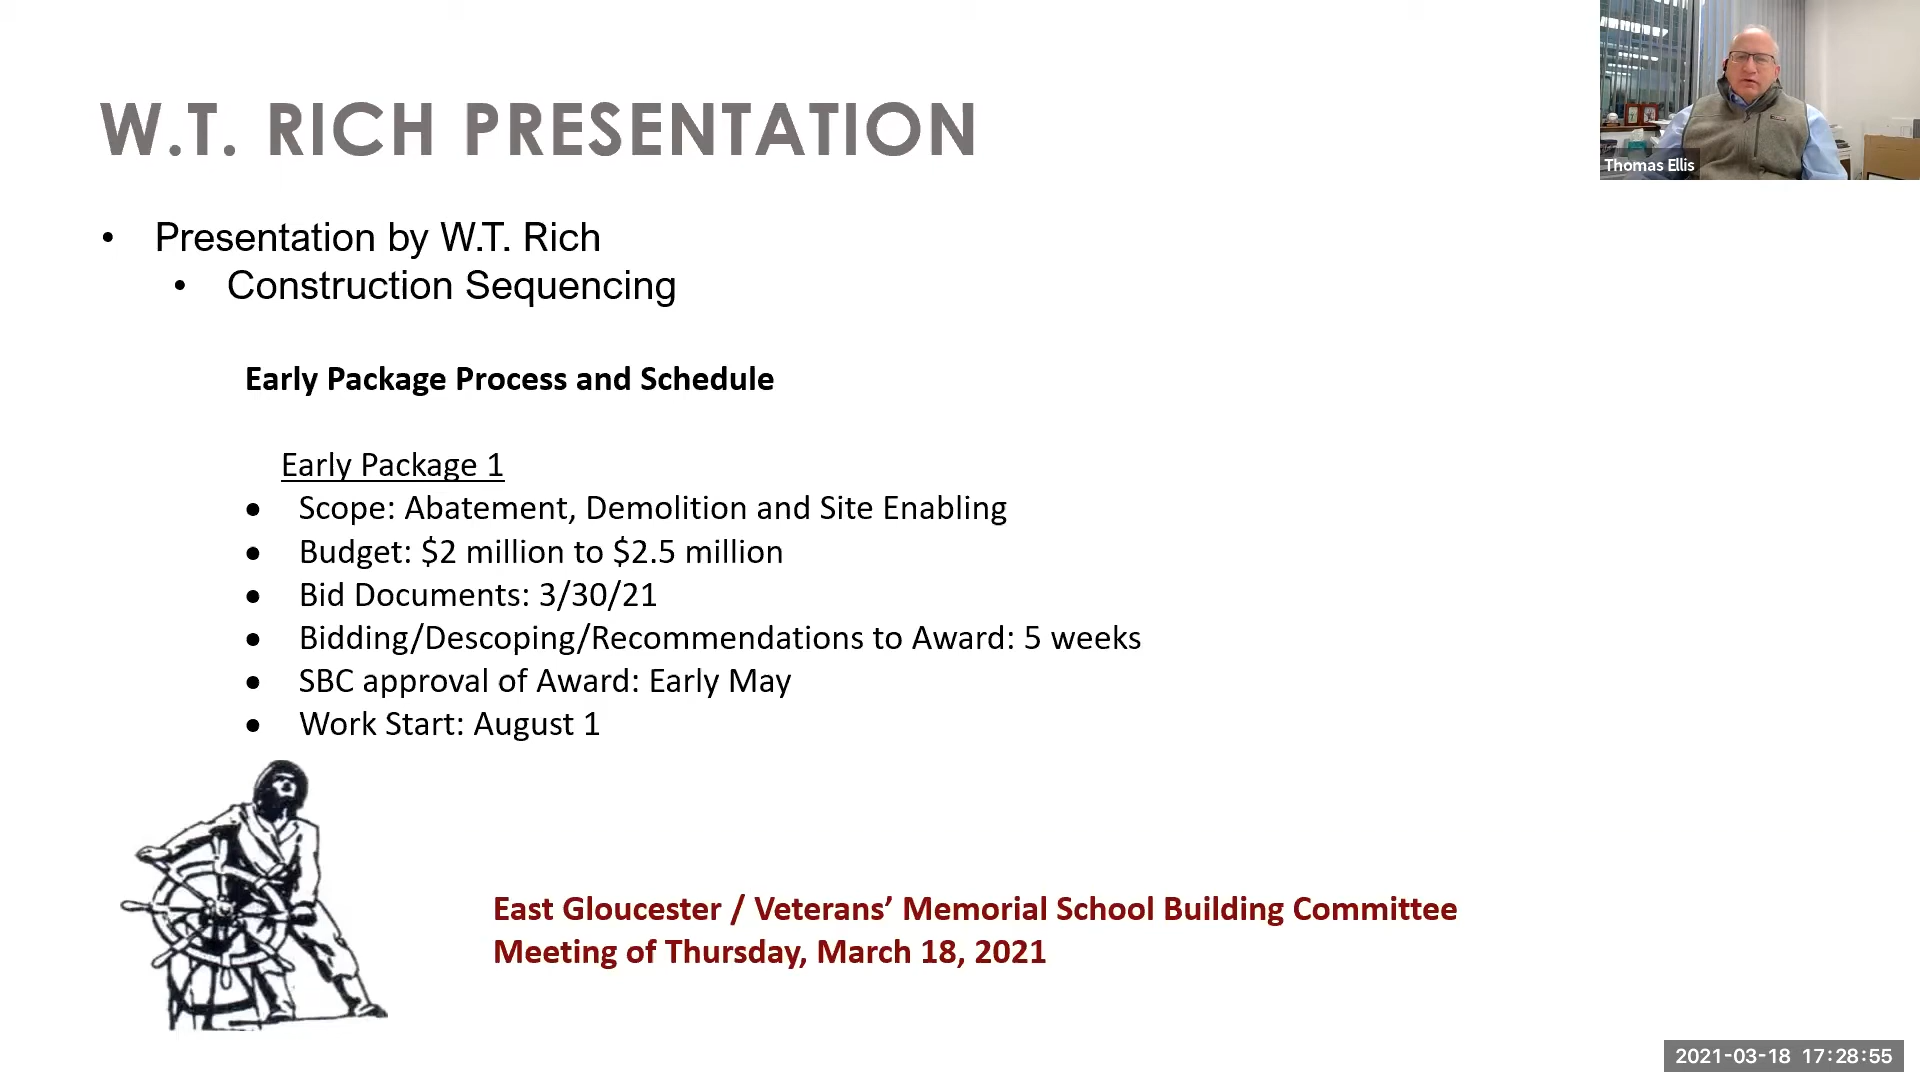 W.T. RICH PRESENTATION
Thomas Ellis
• Presentation by W.T. Rich
• Construction Sequencing
Early Package Process and Schedule
Early Package 1
• Scope: Abatement, Demolition and Site Enabling
• Budget: $2 million to $2.5 million
• Bid Documents: 3/30/21
• Bidding/Descoping/Recommendations to Award: 5 weeks
• SBC approval of Award: Early May
• Work Start: August 1
East Gloucester / Veterans’ Memorial School Building Committee
Meeting of Thursday, March 18, 2021
2021-03-18 17:28:55